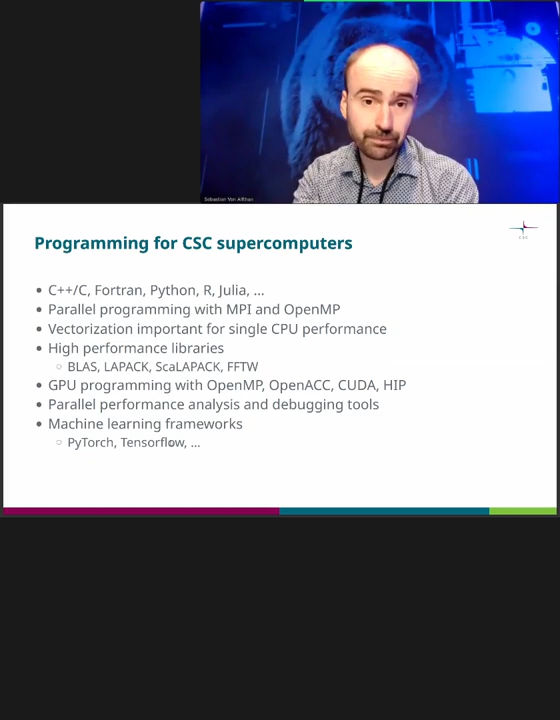 Sebastian Von Alfthan
Programming for CSC supercomputers
CSC
• C++/C, Fortran, Python, R, Julia, ...
• Parallel programming with MPI and OpenMP
• Vectorization important for single CPU performance
• High performance libraries
○ BLAS, LAPACK, ScaLAPACK, FFTW
• GPU programming with OpenMP, OpenACC, CUDA, HIP
• Parallel performance analysis and debugging tools
• Machine learning frameworks
○ PyTorch, Tensorflow, ...